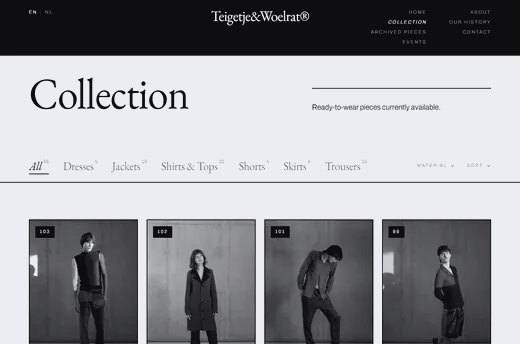 EN NL
Teigetje&Woelrat®
HOME
COLLECTION
ARCHIVED PIECES
EVENTS
ABOUT
OUR HISTORY
CONTACT
Collection
Ready-to-wear pieces currently available.
All Dresses Jackets Shirts & Tops Shorts Skirts Trousers
MATERIAL SORT
103 102 101 99